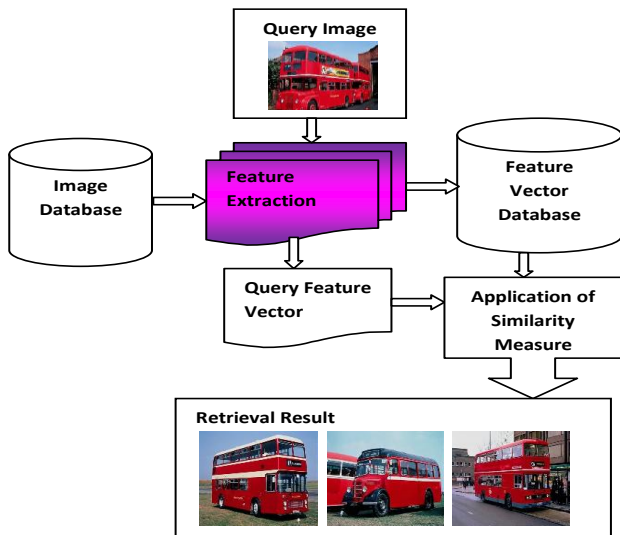 Query Image
Image
Database
Feature
Extraction
Feature
Vector
Database
Query Feature
Vector
Application of
Similarity
Measure
Retrieval Result